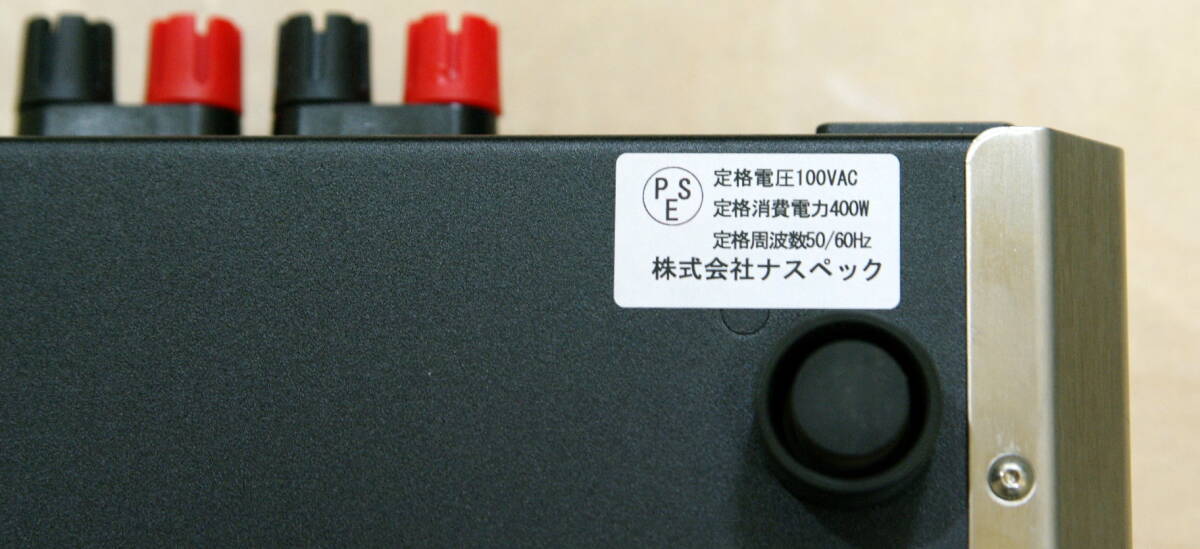 PSE
定格電圧100VAC
定格消費電力400W
定格周波数50/60Hz
株式会社ナスペック